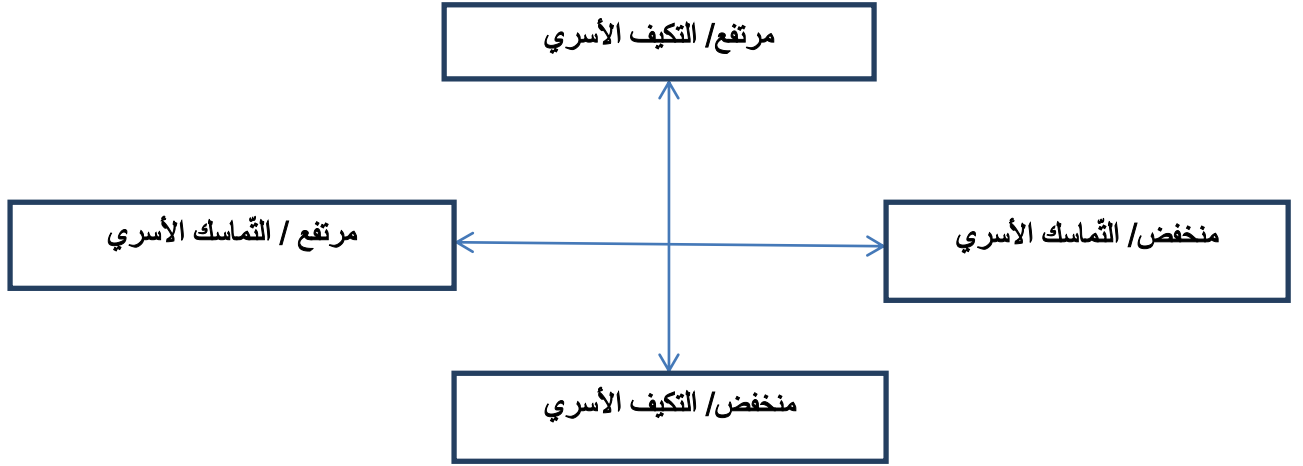 مرتفع/ التكيف الأسري
منخفض/ التّماسك الأسري
مرتفع / التّماسك الأسري
منخفض/ التكيف الأسري